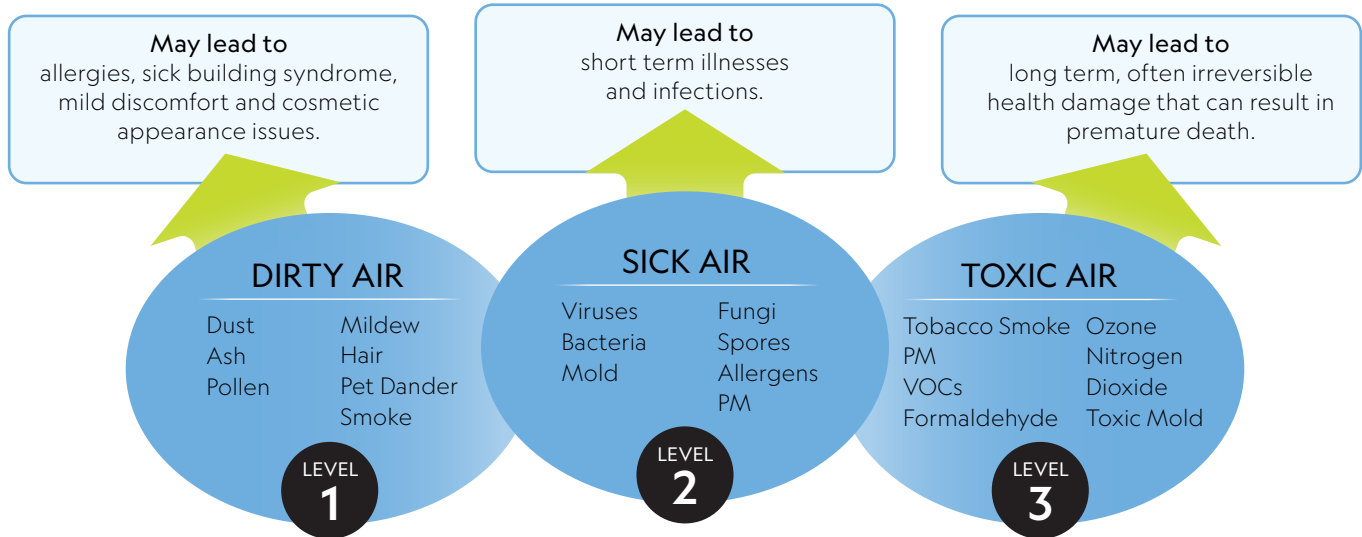 May lead to
allergies, sick building syndrome,
mild discomfort and cosmetic
appearance issues.
May lead to
short term illnesses
and infections.
May lead to
long term, often irreversible
health damage that can result in
premature death.
DIRTY AIR
Dust
Ash
Pollen
Mildew
Hair
Pet Dander
Smoke
LEVEL
1
SICK AIR
Viruses
Bacteria
Mold
Fungi
Spores
Allergens
PM
LEVEL
2
TOXIC AIR
Tobacco Smoke
PM
VOCs
Formaldehyde
Ozone
Nitrogen
Dioxide
Toxic Mold
LEVEL
3